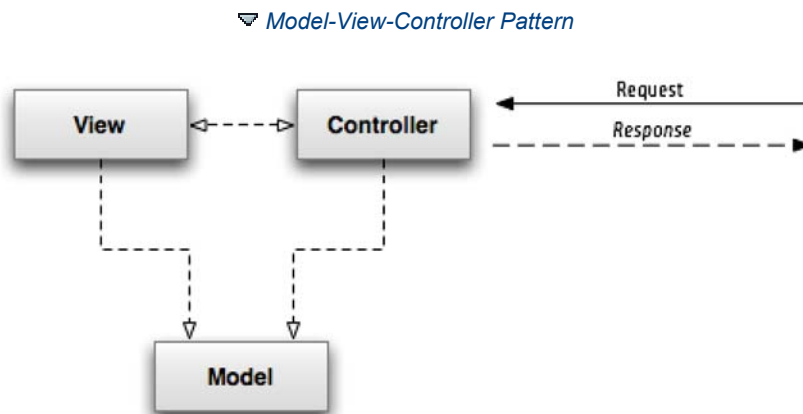 Model-View-Controller Pattern
View
Controller
Request
Response
Model